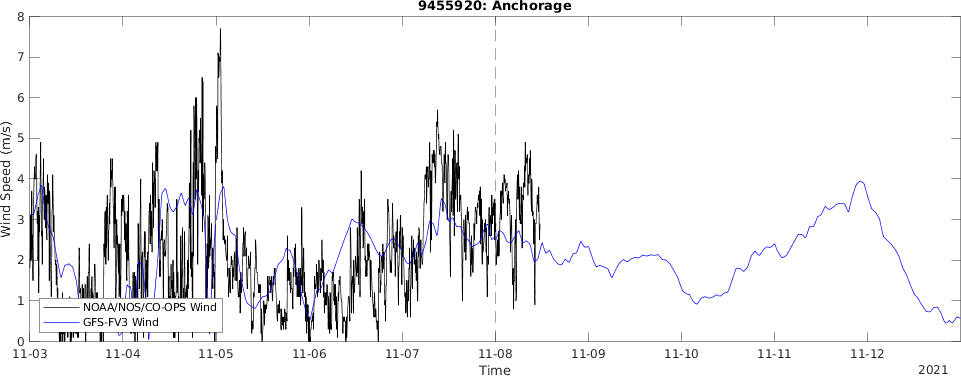 9455920: Anchorage
8
7
6
5
4
3
2
1
0
Wind Speed (m/s)
NOAA/NOS/CO-OPS Wind
GFS-FV3 Wind
11-03 11-04 11-05 11-06 11-07 11-08 11-09 11-10 11-11 11-12
Time
2021